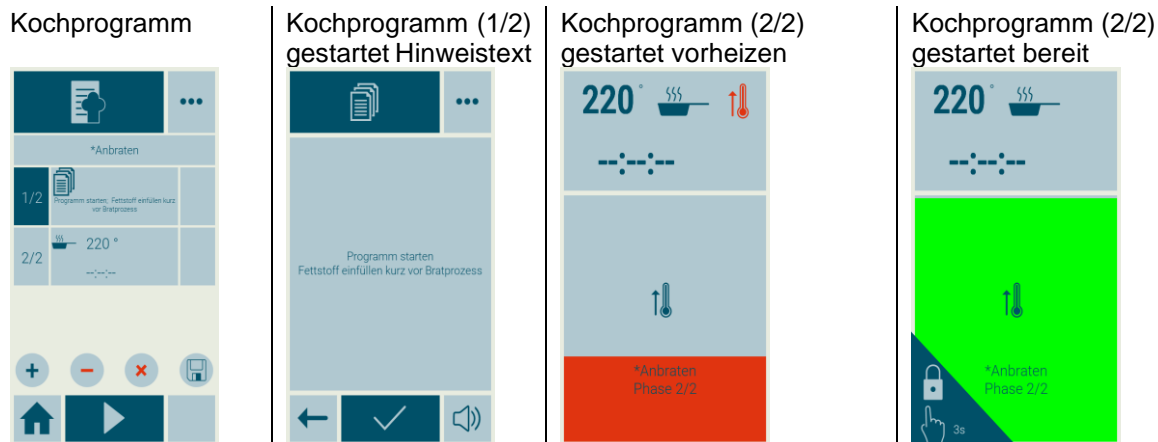 Kochprogramm
*Anbraten
1/2
Programm starten, Fettstoff einfüllen kurz
vor Bratprozess
2/2
220 °
--:--:--
Kochprogramm (1/2)
gestartet Hinweistext
Programm starten
Fettstoff einfüllen kurz vor Bratprozess
Kochprogramm (2/2)
gestartet vorheizen
220°
--:--:--
*Anbraten
Phase 2/2
Kochprogramm (2/2)
gestartet bereit
220°
--:--:--
*Anbraten
Phase 2/2
3s